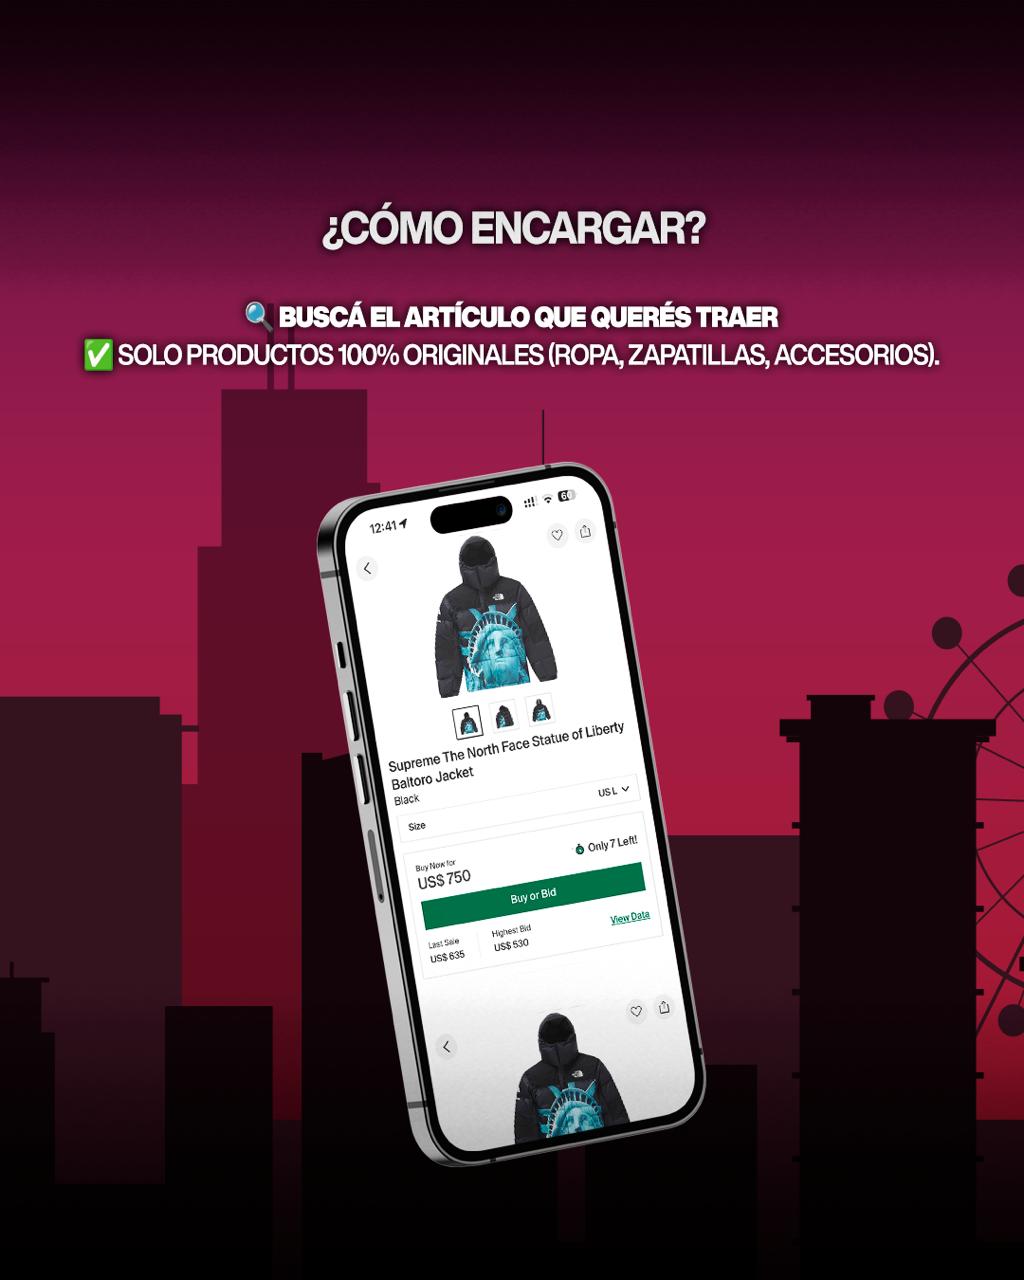 ¿CÓMO ENCARGAR?
🔍 BUSCÁ EL ARTÍCULO QUE QUERÉS TRAER
✅ SOLO PRODUCTOS 100% ORIGINALES (ROPA, ZAPATILLAS, ACCESORIOS).
12:41
Supreme The North Face Statue of Liberty
Baltoro Jacket
Black
Size
US L
Buy Now for
US$ 750
Only 7 Left!
Buy or Bid
Last Sale
US$ 635
Highest Bid
US$ 530
View Data